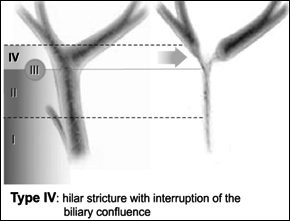 IV
III
II
I
Type IV: hilar stricture with interruption of the
biliary confluence